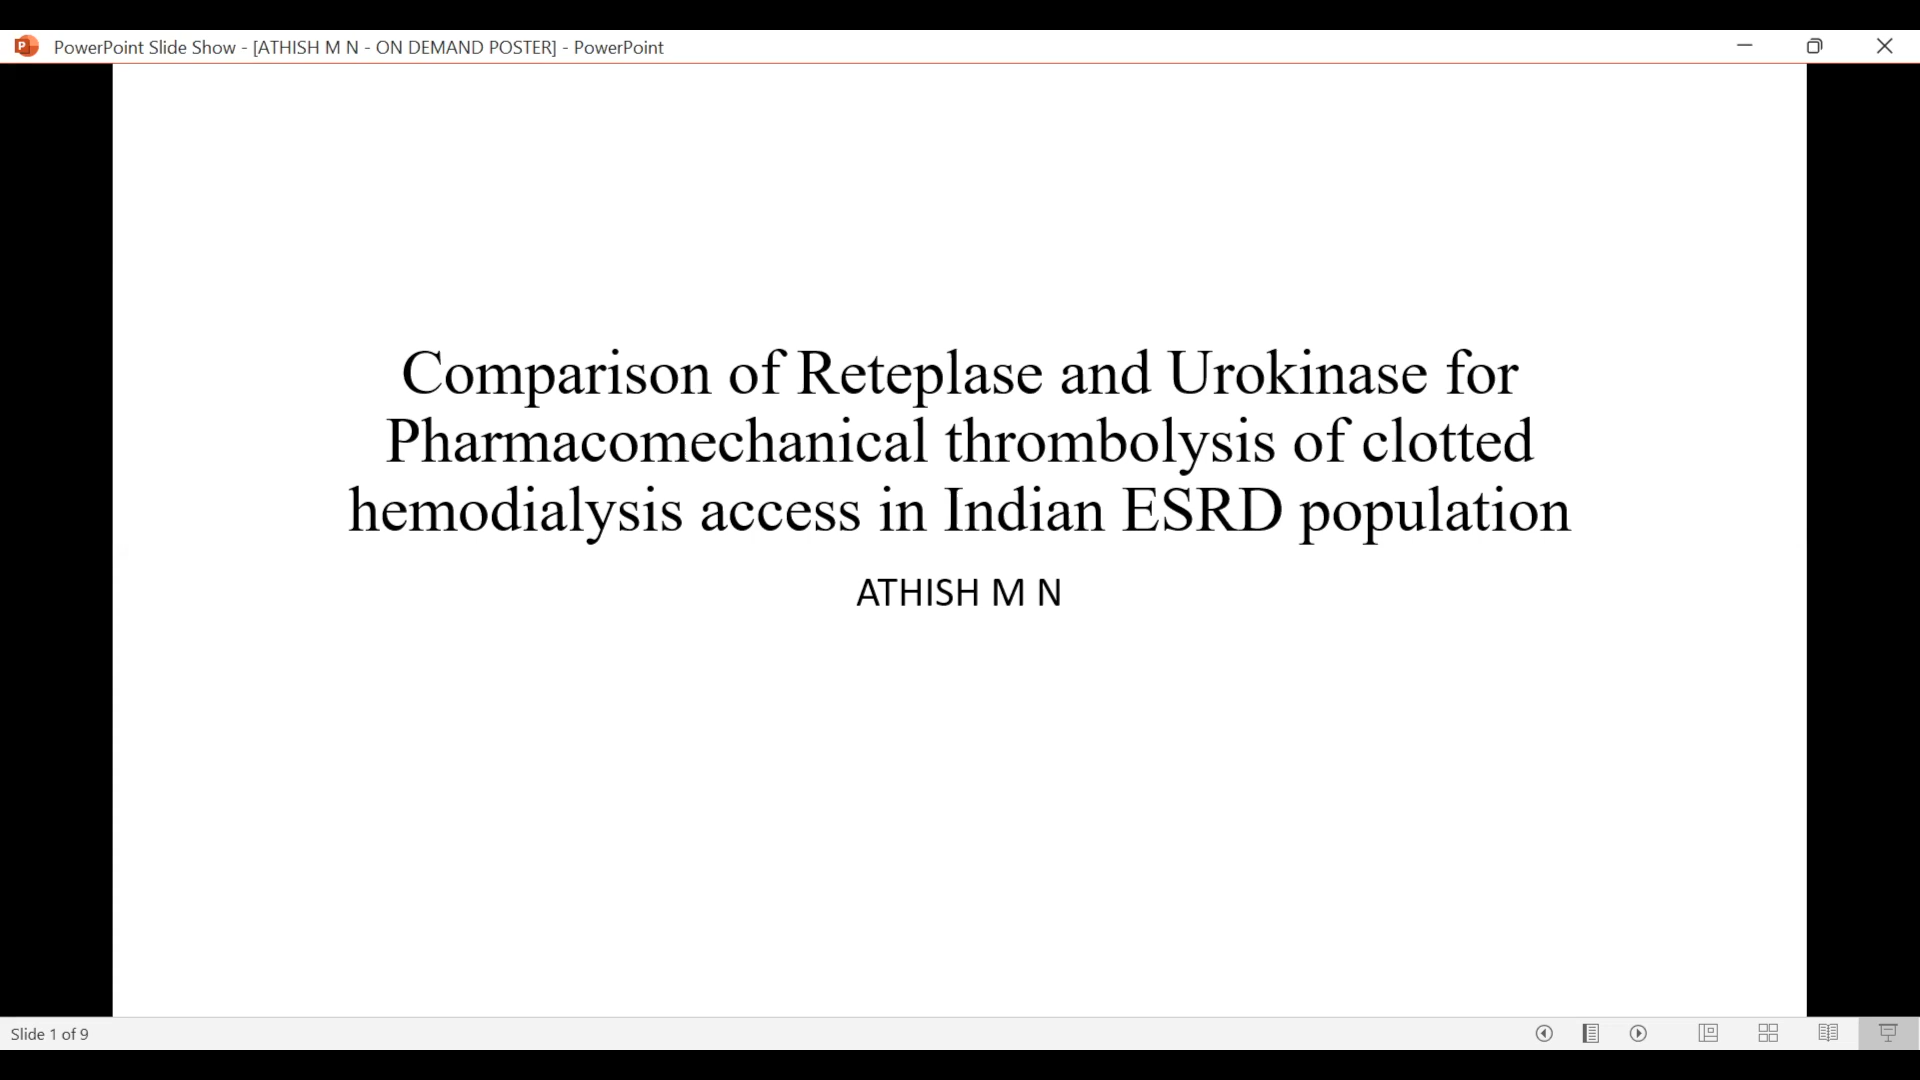 PowerPoint Slide Show - [ATHISH M N - ON DEMAND POSTER] - PowerPoint
Comparison of Reteplase and Urokinase for
Pharmacomechanical thrombolysis of clotted
hemodialysis access in Indian ESRD population
ATHISH M N
Slide 1 of 9